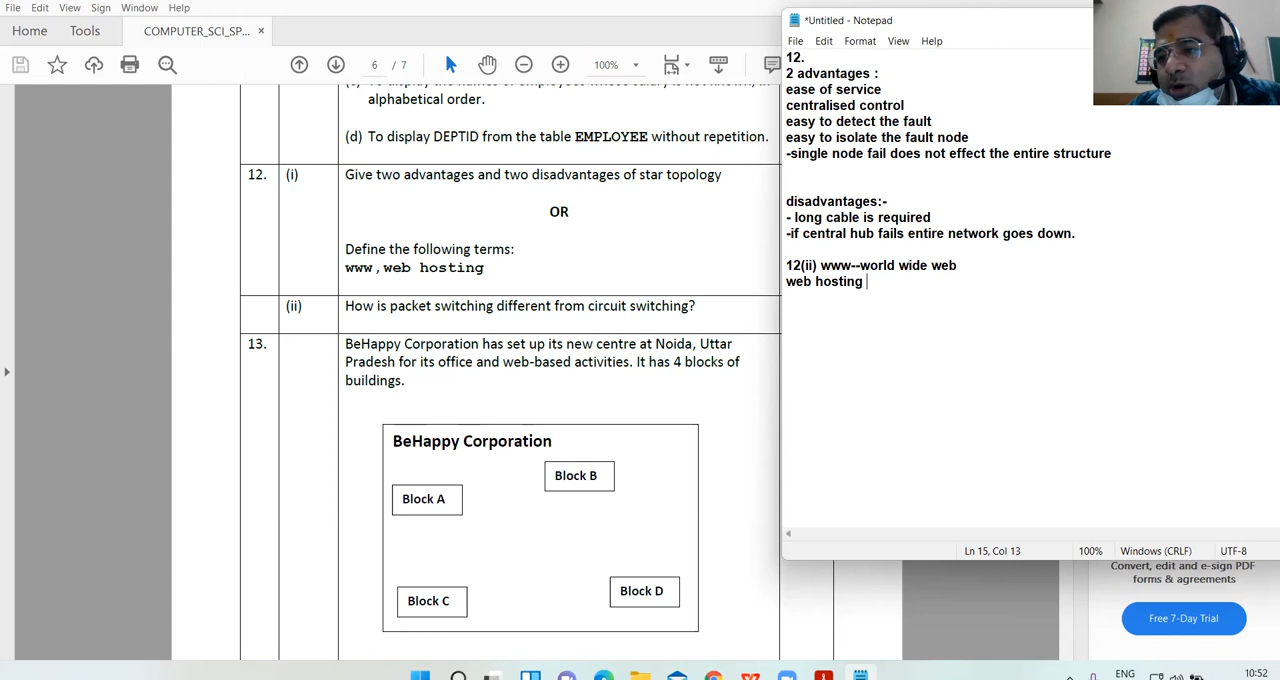 File Edit View Sign Window Help
Home Tools COMPUTER_SCI_SP... ×
6 / 7 100%
alphabetical order.
(d) To display DEPTID from the table EMPLOYEE without repetition.
12. (i) Give two advantages and two disadvantages of star topology
OR
Define the following terms:
www , web hosting
(ii) How is packet switching different from circuit switching?
13. BeHappy Corporation has set up its new centre at Noida, Uttar
Pradesh for its office and web-based activities. It has 4 blocks of
buildings.
BeHappy Corporation
Block B
Block A
Block D
Block C
*Untitled - Notepad
File Edit Format View Help
12.
2 advantages :
ease of service
centralised control
easy to detect the fault
easy to isolate the fault node
-single node fail does not effect the entire structure
disadvantages:-
- long cable is required
-if central hub fails entire network goes down.
12(ii) www--world wide web
web hosting
Ln 15, Col 13 100% Windows (CRLF) UTF-8
Convert, edit and e-sign PDF
forms & agreements
Free 7-Day Trial
ENG 10:52